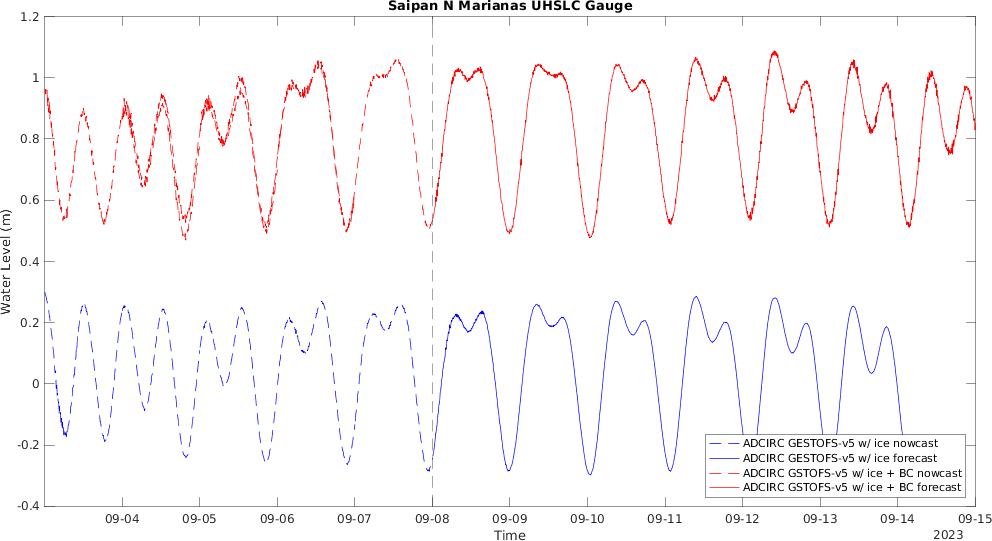 Saipan N Marianas UHSLC Gauge
Water Level (m)
1.2
1
0.8
0.6
0.4
0.2
0
-0.2
-0.4
ADCIRC GESTOFS-v5 w/ ice nowcast
ADCIRC GESTOFS-v5 w/ ice forecast
ADCIRC GSTOFS-v5 w/ ice + BC nowcast
ADCIRC GSTOFS-v5 w/ ice + BC forecast
09-04 09-05 09-06 09-07 09-08 09-09 09-10 09-11 09-12 09-13 09-14 09-15
Time
2023